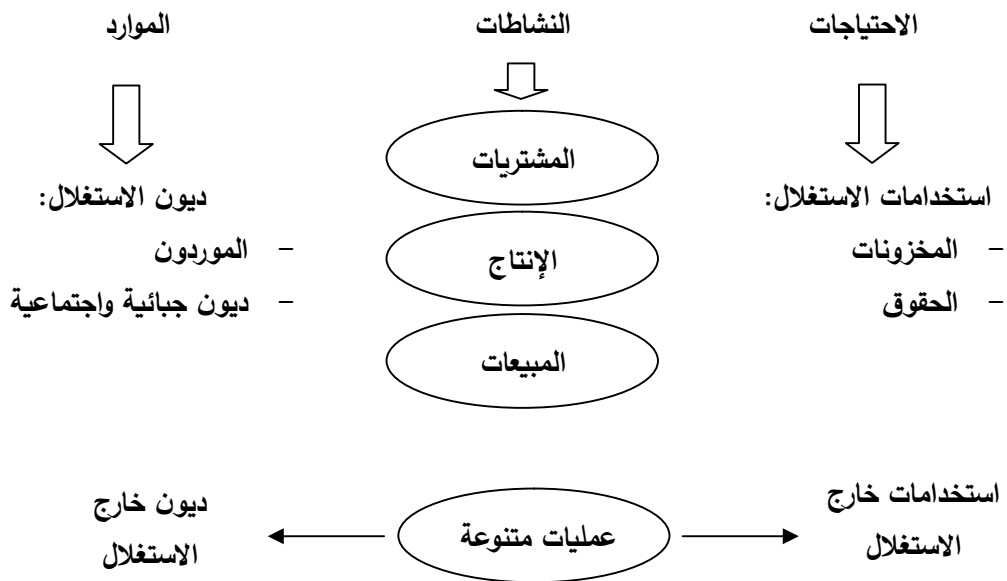 الاحتياجات
النشاطات
الموارد
استخدامات الاستغلال:
- المخزونات
- الحقوق
المشتريات
الإنتاج
المبيعات
ديون الاستغلال:
- الموردون
- ديون جبائية واجتماعية
استخدامات خارج
الاستغلال
عمليات متنوعة
ديون خارج
الاستغلال